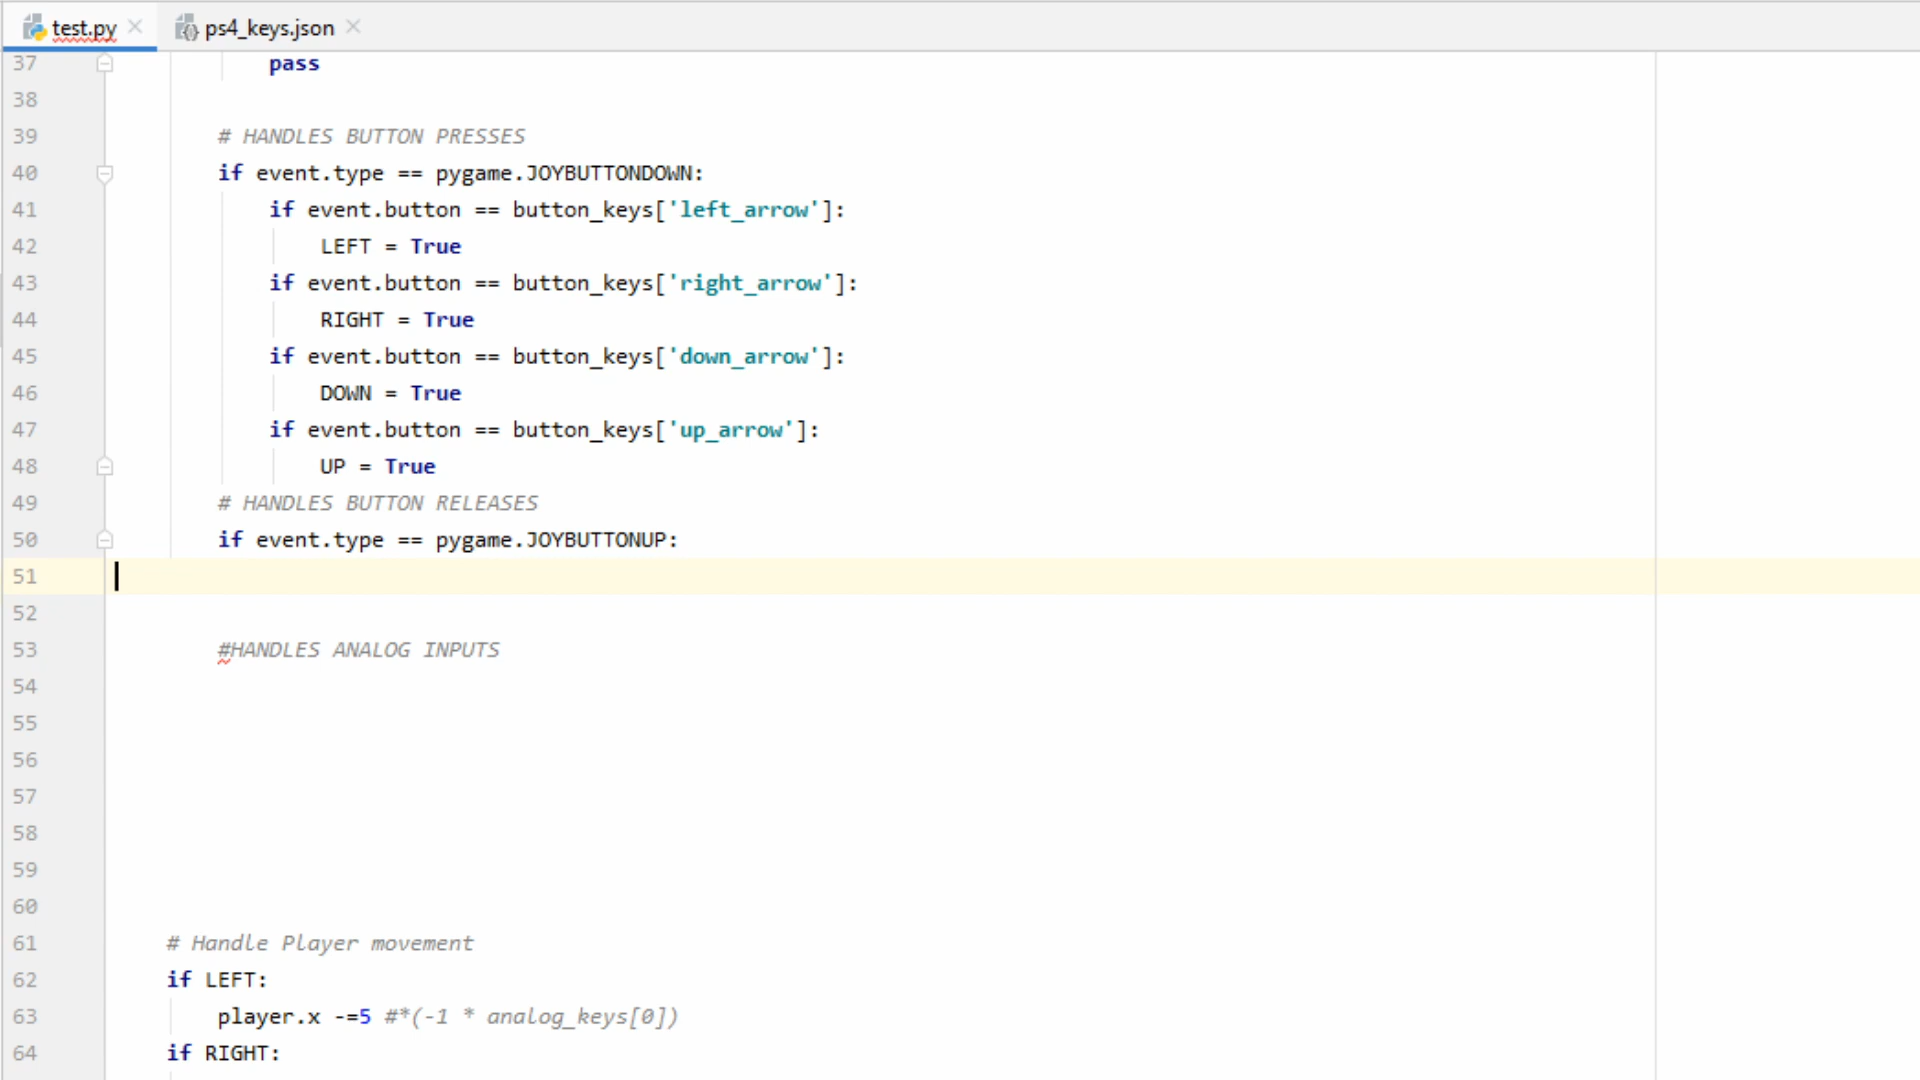 test.py ps4_keys.json
37 pass
38
39 # HANDLES BUTTON PRESSES
40 if event.type == pygame.JOYBUTTONDOWN:
41 if event.button == button_keys['left_arrow']:
42 LEFT = True
43 if event.button == button_keys['right_arrow']:
44 RIGHT = True
45 if event.button == button_keys['down_arrow']:
46 DOWN = True
47 if event.button == button_keys['up_arrow']:
48 UP = True
49 # HANDLES BUTTON RELEASES
50 if event.type == pygame.JOYBUTTONUP:
51
52
53 #HANDLES ANALOG INPUTS
54
55
56
57
58
59
60
61 # Handle Player movement
62 if LEFT:
63 player.x -=5 #*(-1 * analog_keys[0])
64 if RIGHT: